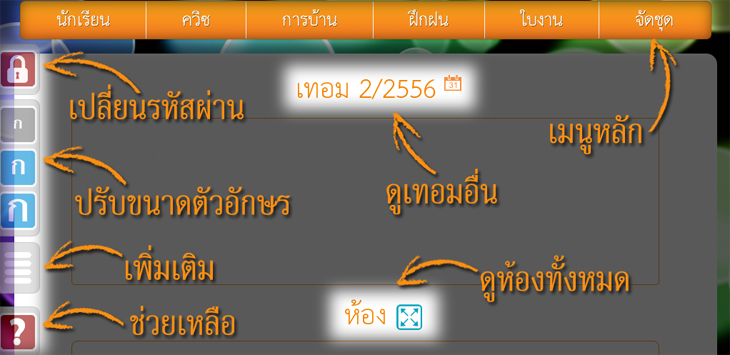 นักเรียน ควิซ การบ้าน ฝึกฝน ใบงาน จัดชุด
เทอม 2/2556 31
เปลี่ยนรหัสผ่าน
ก
เมนูหลัก
ก
ดูเทอมอื่น
ปรับขนาดตัวอักษร
ก
เพิ่มเติม
ดูห้องทั้งหมด
ห้อง
? ช่วยเหลือ